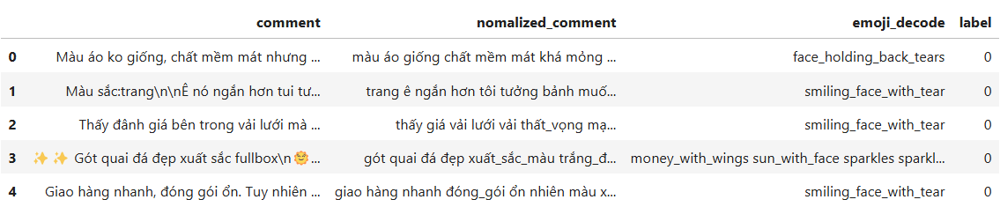 comment nomalized_comment emoji_decode label
0 Màu áo ko giống, chất mềm mát nhưng ... màu áo giống chất mềm mát khá mỏng ... face_holding_back_tears 0
1 Màu sắc:trang\n\nÊ nó ngắn hơn tui tư... trang ê ngắn hơn tôi tưởng bảnh muố... smiling_face_with_tear 0
2 Thấy đânh giá bên trong vải lưới mà ... thấy giá vải lưới vải thất_vọng mạ... smiling_face_with_tear 0
3 ✨ ✨ Gót quai đá đẹp xuất sắc fullbox\n🌞... gót quai đá đẹp xuất_sắc_màu trắng_đ... money_with_wings sun_with_face sparkles sparkl... 0
4 Giao hàng nhanh, đóng gói ổn. Tuy nhiên ... giao hàng nhanh đóng_gói ổn nhiên màu x... smiling_face_with_tear 0